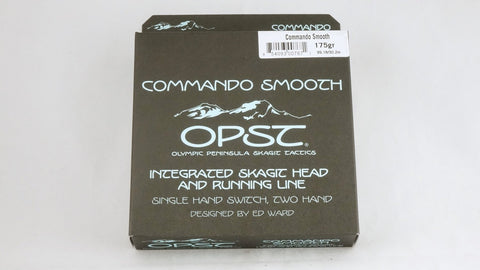 COMMANDO
Commando Smooth
175gr
COMMANDO SMOOTH
OPST®
OLYMPIC PENINSULA SKAGIT TACTICS
INTEGRATED SKAGIT HEAD
AND RUNNING LINE
SINGLE HAND SWITCH, TWO HAND
DESIGNED BY ED WARD
COMMANDO